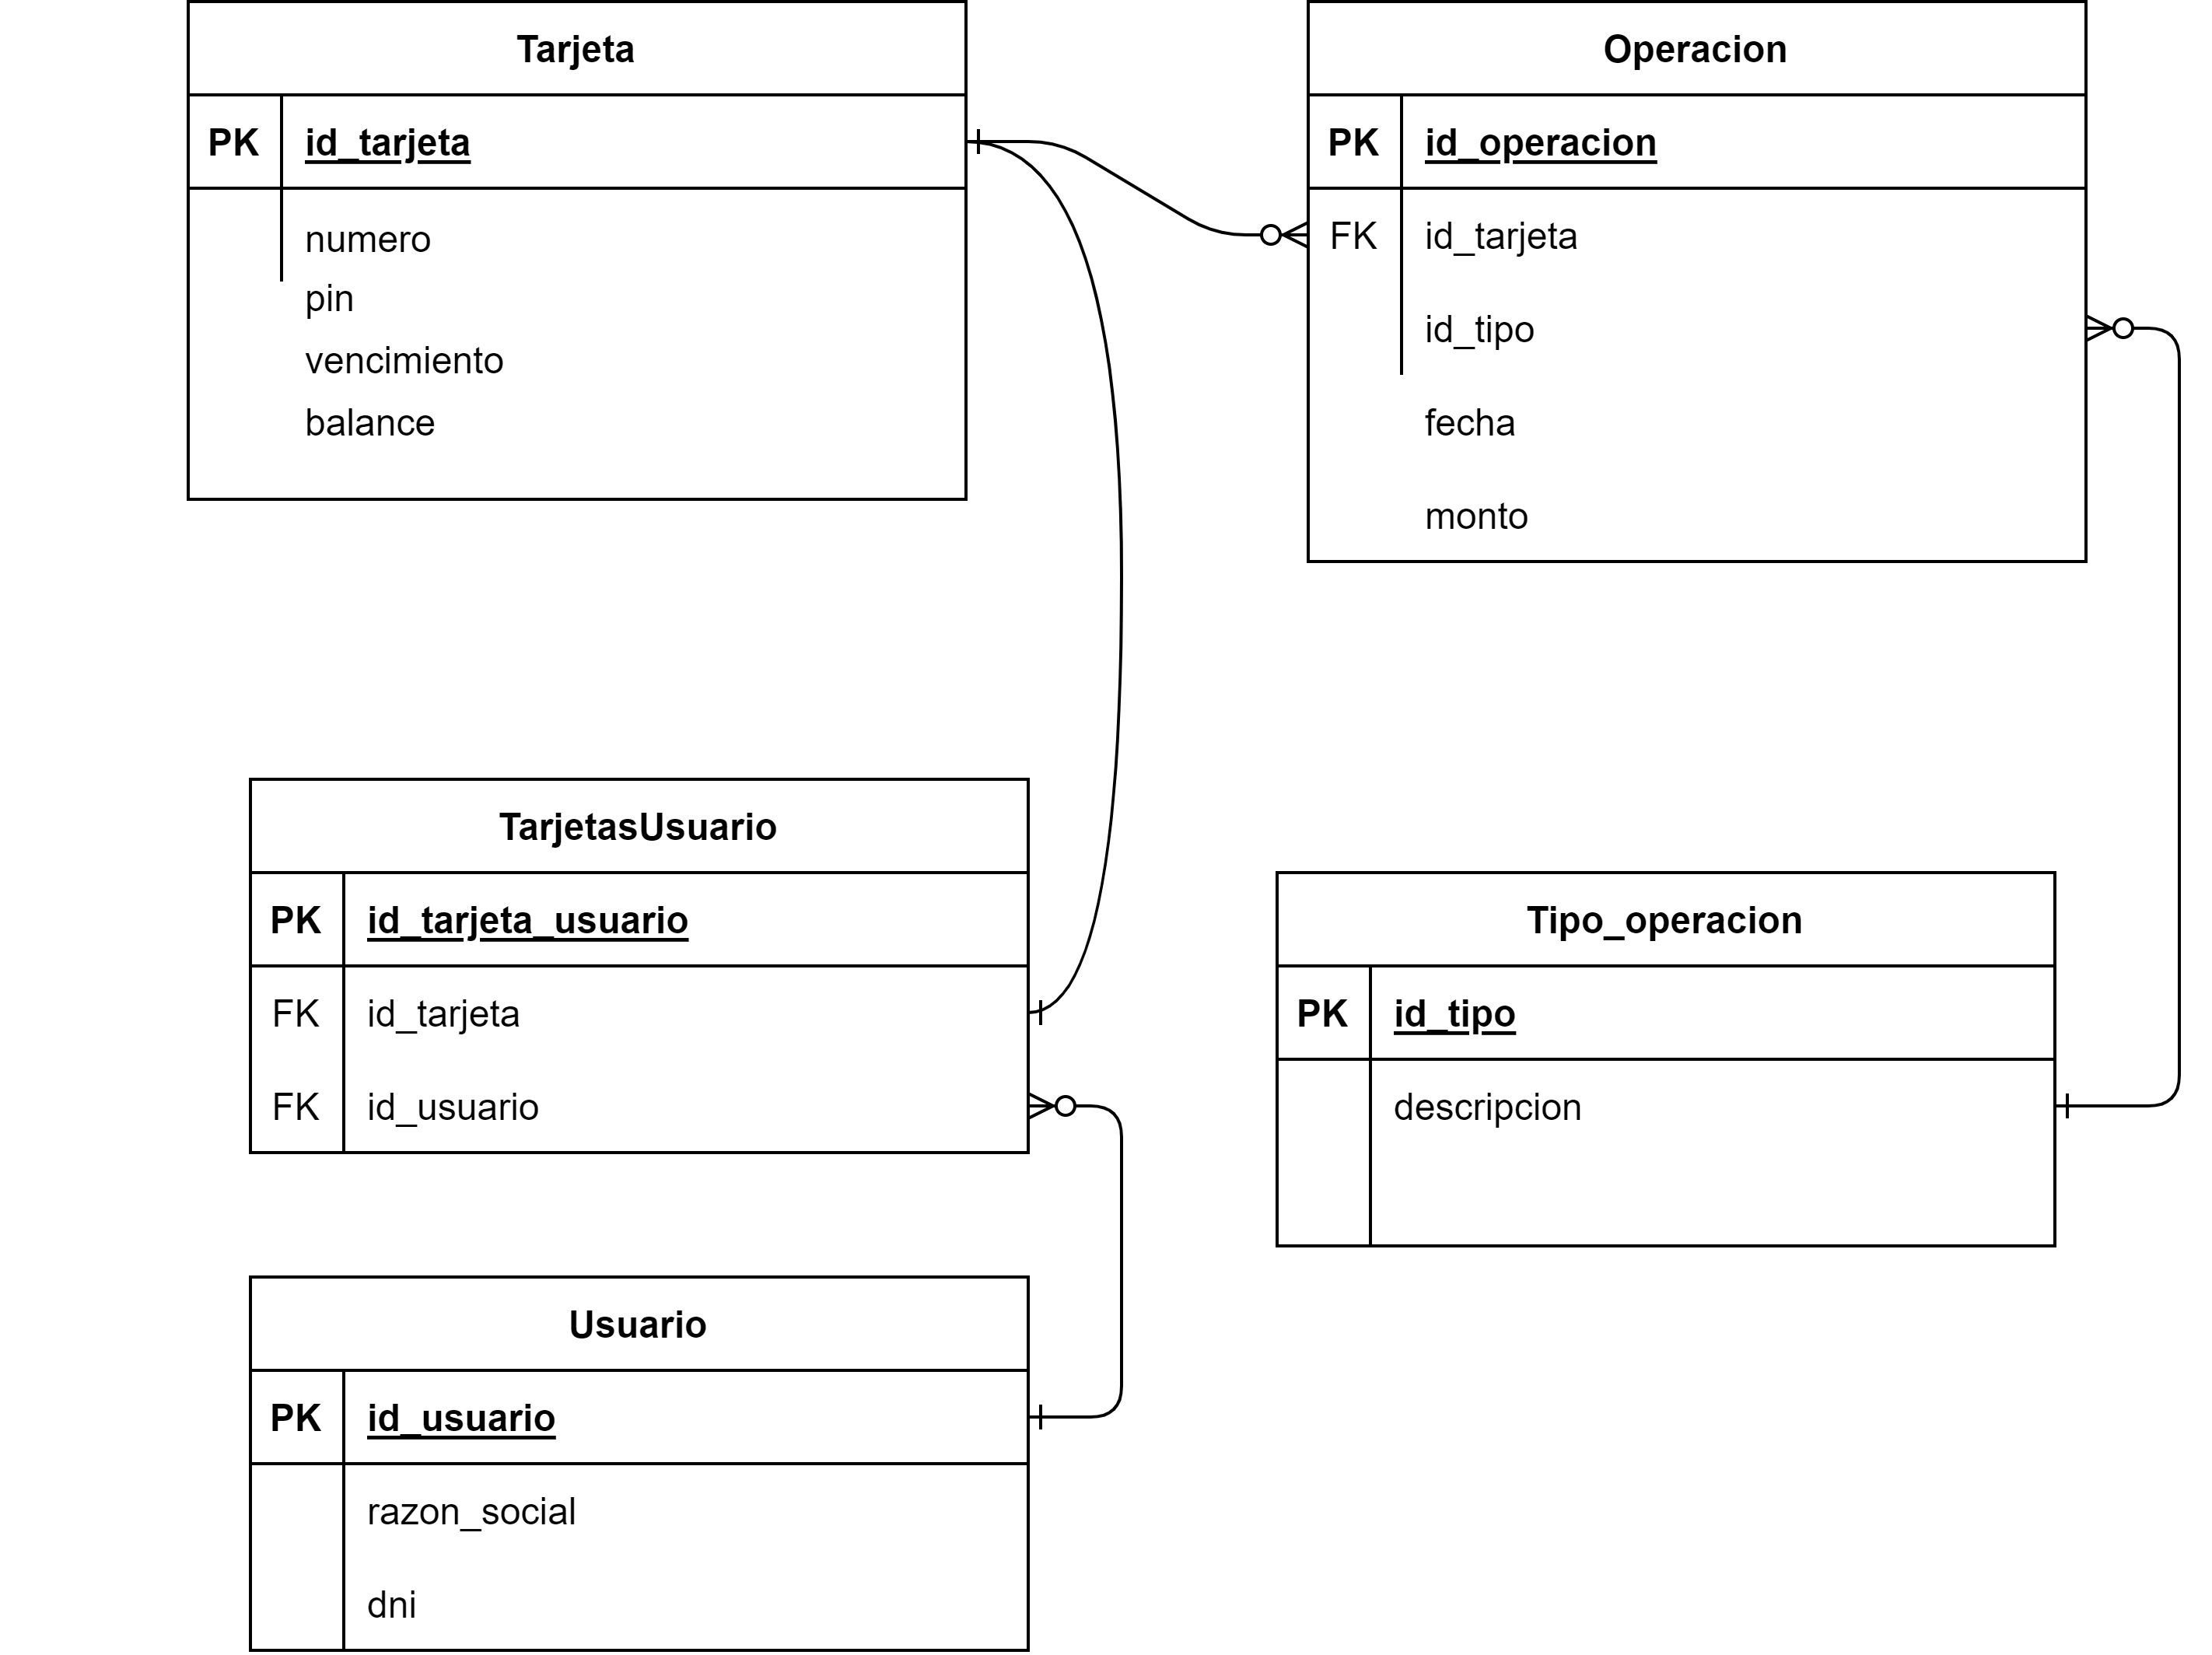 Tarjeta
PK id_tarjeta
numero
pin
vencimiento
balance
Operacion
PK id_operacion
FK id_tarjeta
id_tipo
fecha
monto
TarjetasUsuario
PK id_tarjeta_usuario
FK id_tarjeta
FK id_usuario
Tipo_operacion
PK id_tipo
descripcion
Usuario
PK id_usuario
razon_social
dni